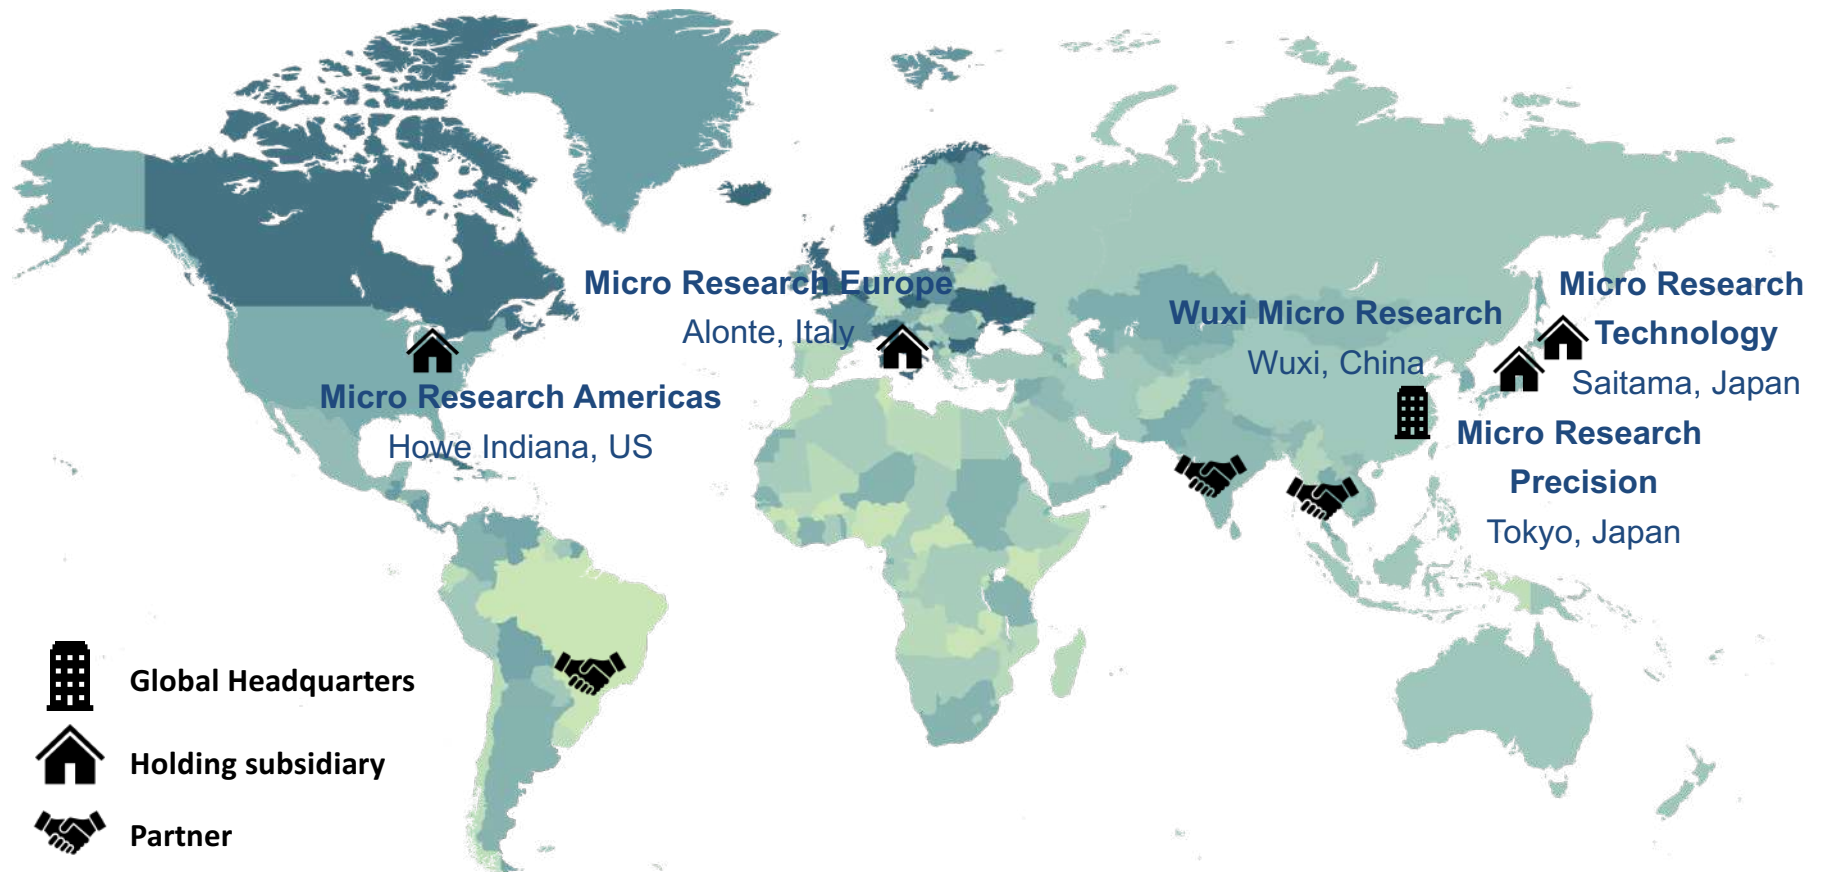 Micro Research Europe
Alonte, Italy
Micro Research Americas
Howe Indiana, US
Wuxi Micro Research
Wuxi, China
Micro Research
Technology
Saitama, Japan
Micro Research
Precision
Tokyo, Japan
Global Headquarters
Holding subsidiary
Partner